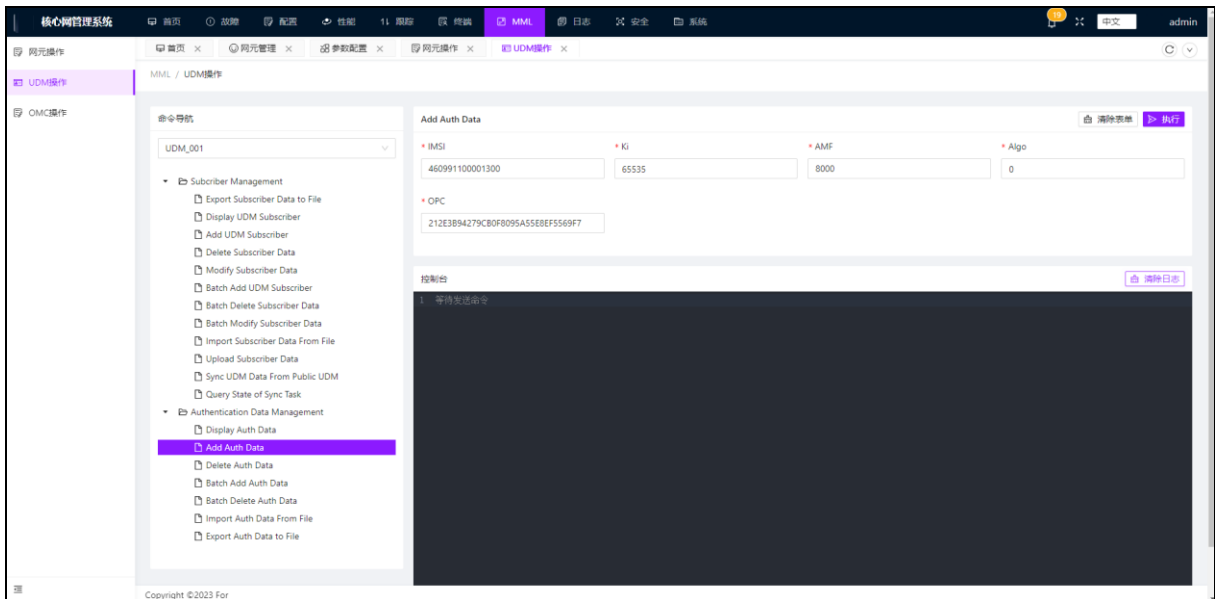 核心网管理系统 首页 故障 配置 性能 跟踪 终端 MML 日志 安全 系统 19 中文 admin
网元操作
UDM操作
OMC操作
首页 网元管理 参数配置 网元操作 UDM操作
MML / UDM操作
命令导航
UDM_001
Subcriber Management
Export Subscriber Data to File
Display UDM Subscriber
Add UDM Subscriber
Delete Subscriber Data
Modify Subscriber Data
Batch Add UDM Subscriber
Batch Delete Subscriber Data
Batch Modify Subscriber Data
Import Subscriber Data From File
Upload Subscriber Data
Sync UDM Data From Public UDM
Query State of Sync Task
Authentication Data Management
Display Auth Data
Add Auth Data
Delete Auth Data
Batch Add Auth Data
Batch Delete Auth Data
Import Auth Data From File
Export Auth Data to File
Add Auth Data 清除表单 执行
* IMSI * Ki * AMF * Algo
460991100001300 65535 8000 0
* OPC
212E3B94279CB0F8095A55E8EF5569F7
控制台 清除日志
1 等待发送命令
Copyright ©2023 For